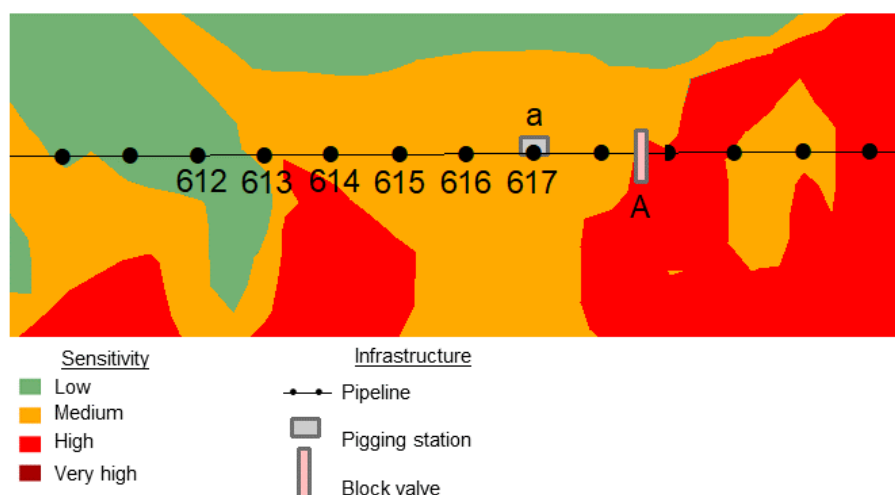 a
612 613 614 615 616 617
A
Sensitivity
Low
Medium
High
Very high
Infrastructure
Pipeline
Pigging station
Block valve